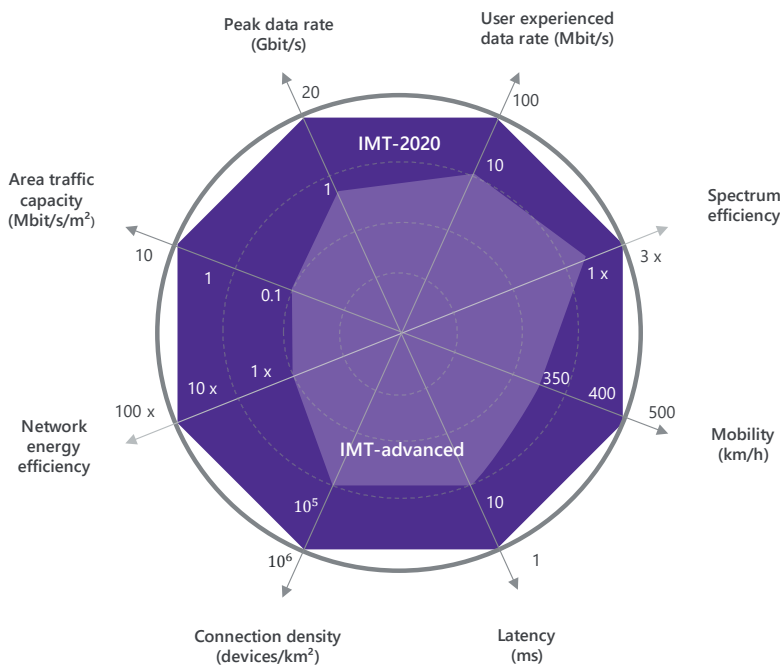 Peak data rate
(Gbit/s)
User experienced
data rate (Mbit/s)
20
100
IMT-2020
1
10
Area traffic
capacity
(Mbit/s/m²)
Spectrum
efficiency
10
1
0.1
1 x
3 x
100 x
10 x
1 x
350
400
500
Network
energy
efficiency
Mobility
(km/h)
IMT-advanced
10⁵
10
10⁶
1
Connection density
(devices/km²)
Latency
(ms)